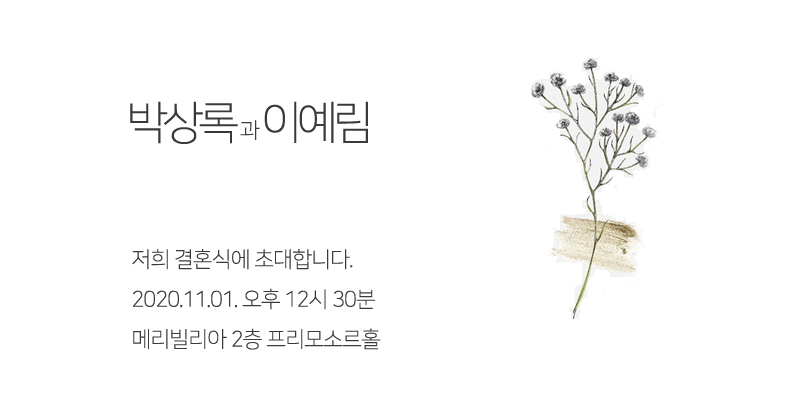 박상록과 이예림
저희 결혼식에 초대합니다.
2020.11.01. 오후 12시 30분
메리빌리아 2층 프리모소르홀